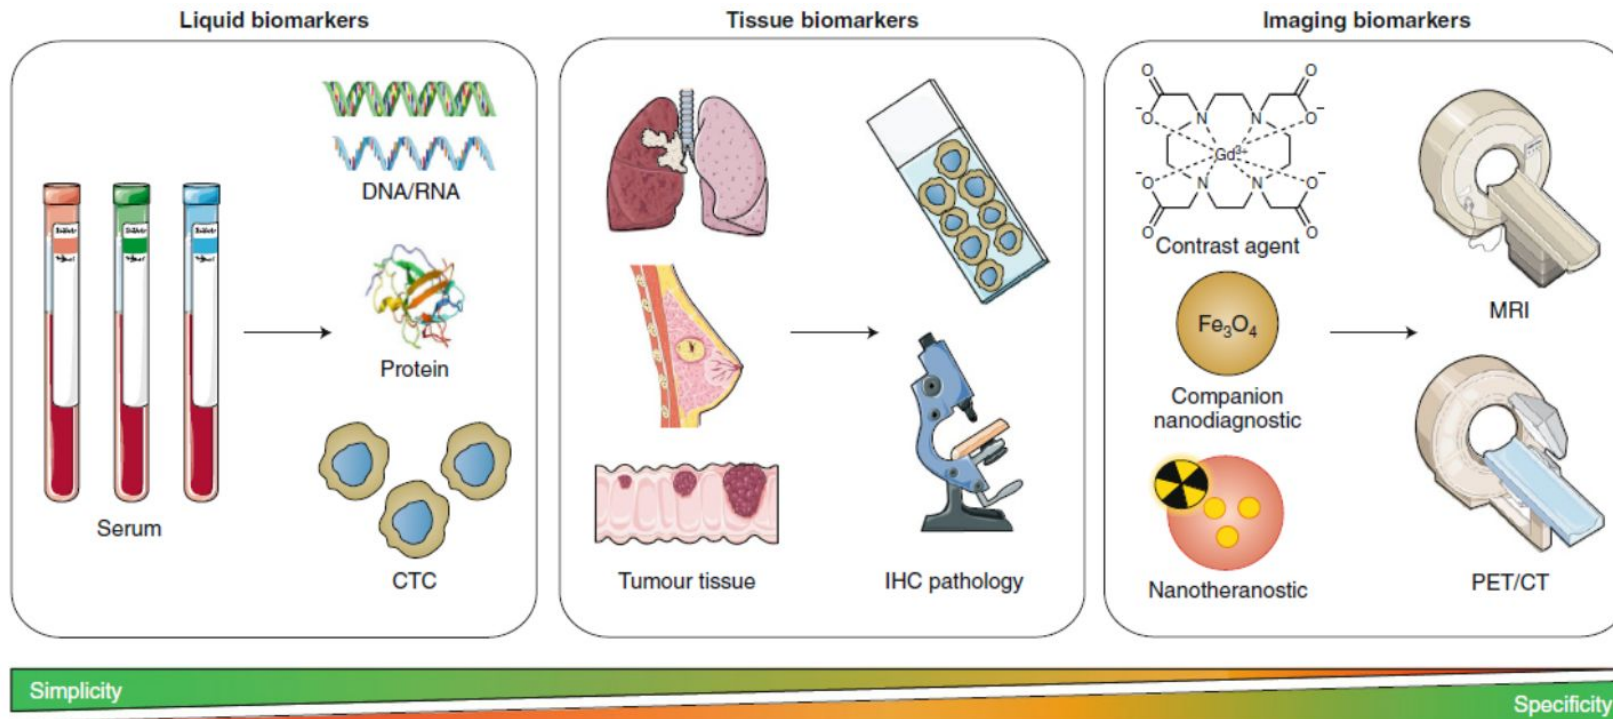 Liquid biomarkers
Tissue biomarkers
Imaging biomarkers
DNA/RNA
Protein
Serum
CTC
Tumour tissue
IHC pathology
O
O
O⁻
N
N
O⁻
Gd³⁺
O⁻
N
N
O⁻
O
O
Contrast agent
Fe₃O₄
Companion
nanodiagnostic
Nanotheranostic
MRI
PET/CT
Simplicity
Specificity